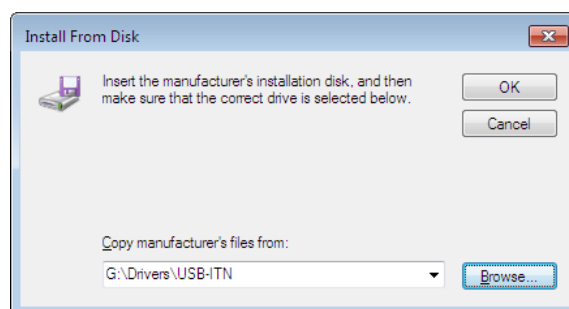 Install From Disk
Insert the manufacturer's installation disk, and then
make sure that the correct drive is selected below.
OK
Cancel
Copy manufacturer's files from:
G:\Drivers\USB-ITN
Browse...